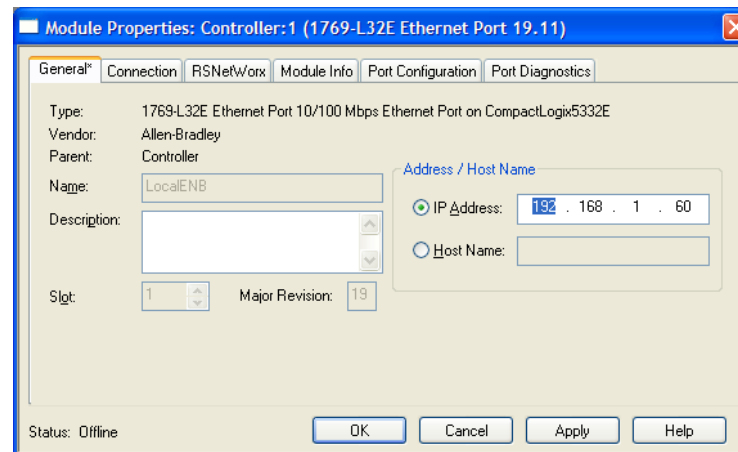 Module Properties: Controller:1 (1769-L32E Ethernet Port 19.11)
General* Connection RSNetWorx Module Info Port Configuration Port Diagnostics
Type: 1769-L32E Ethernet Port 10/100 Mbps Ethernet Port on CompactLogix5332E
Vendor: Allen-Bradley
Parent: Controller
Name: LocalENB
Description:
Slot: 1 Major Revision: 19
Address / Host Name
IP Address: 192 . 168 . 1 . 60
Host Name:
Status: Offline OK Cancel Apply Help